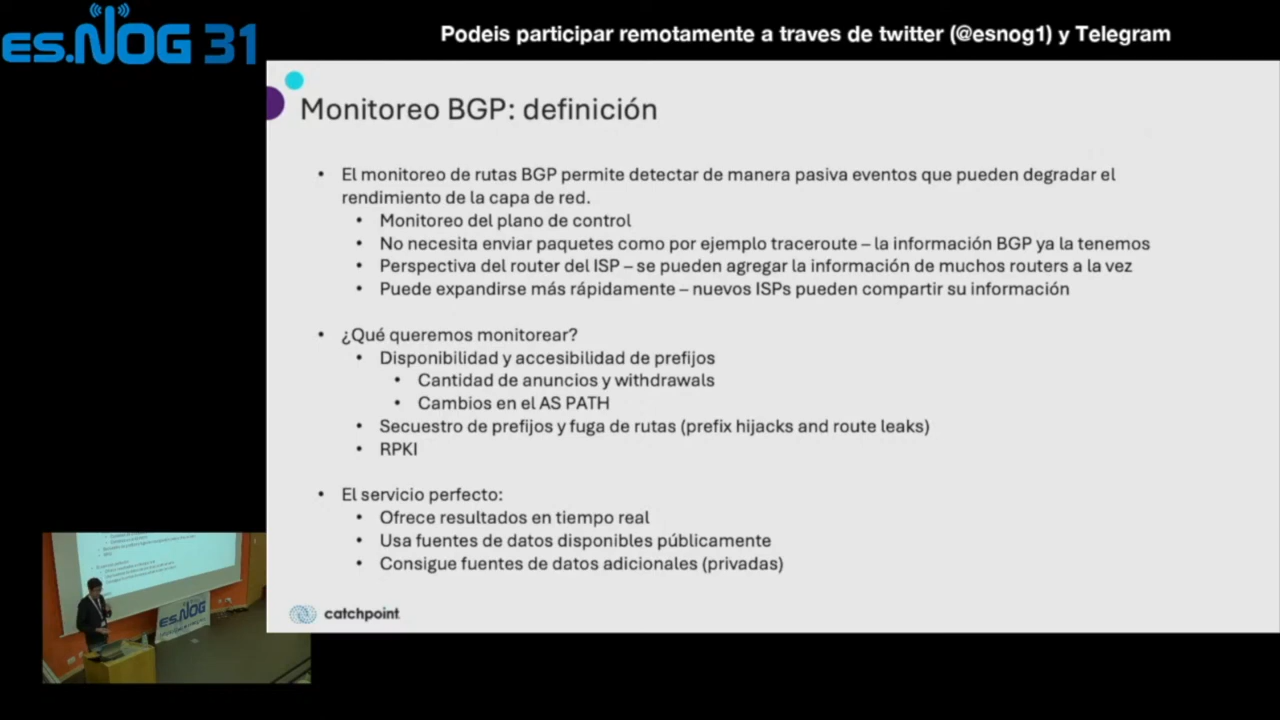 es.NOG 31
Podeis participar remotamente a traves de twitter (@esnog1) y Telegram
Monitoreo BGP: definición
• El monitoreo de rutas BGP permite detectar de manera pasiva eventos que pueden degradar el
rendimiento de la capa de red.
• Monitoreo del plano de control
• No necesita enviar paquetes como por ejemplo traceroute – la información BGP ya la tenemos
• Perspectiva del router del ISP – se pueden agregar la información de muchos routers a la vez
• Puede expandirse más rápidamente – nuevos ISPs pueden compartir su información
• ¿Qué queremos monitorear?
• Disponibilidad y accesibilidad de prefijos
• Cantidad de anuncios y withdrawals
• Cambios en el AS PATH
• Secuestro de prefijos y fuga de rutas (prefix hijacks and route leaks)
• RPKI
• El servicio perfecto:
• Ofrece resultados en tiempo real
• Usa fuentes de datos disponibles públicamente
• Consigue fuentes de datos adicionales (privadas)
catchpoint
es.NOG